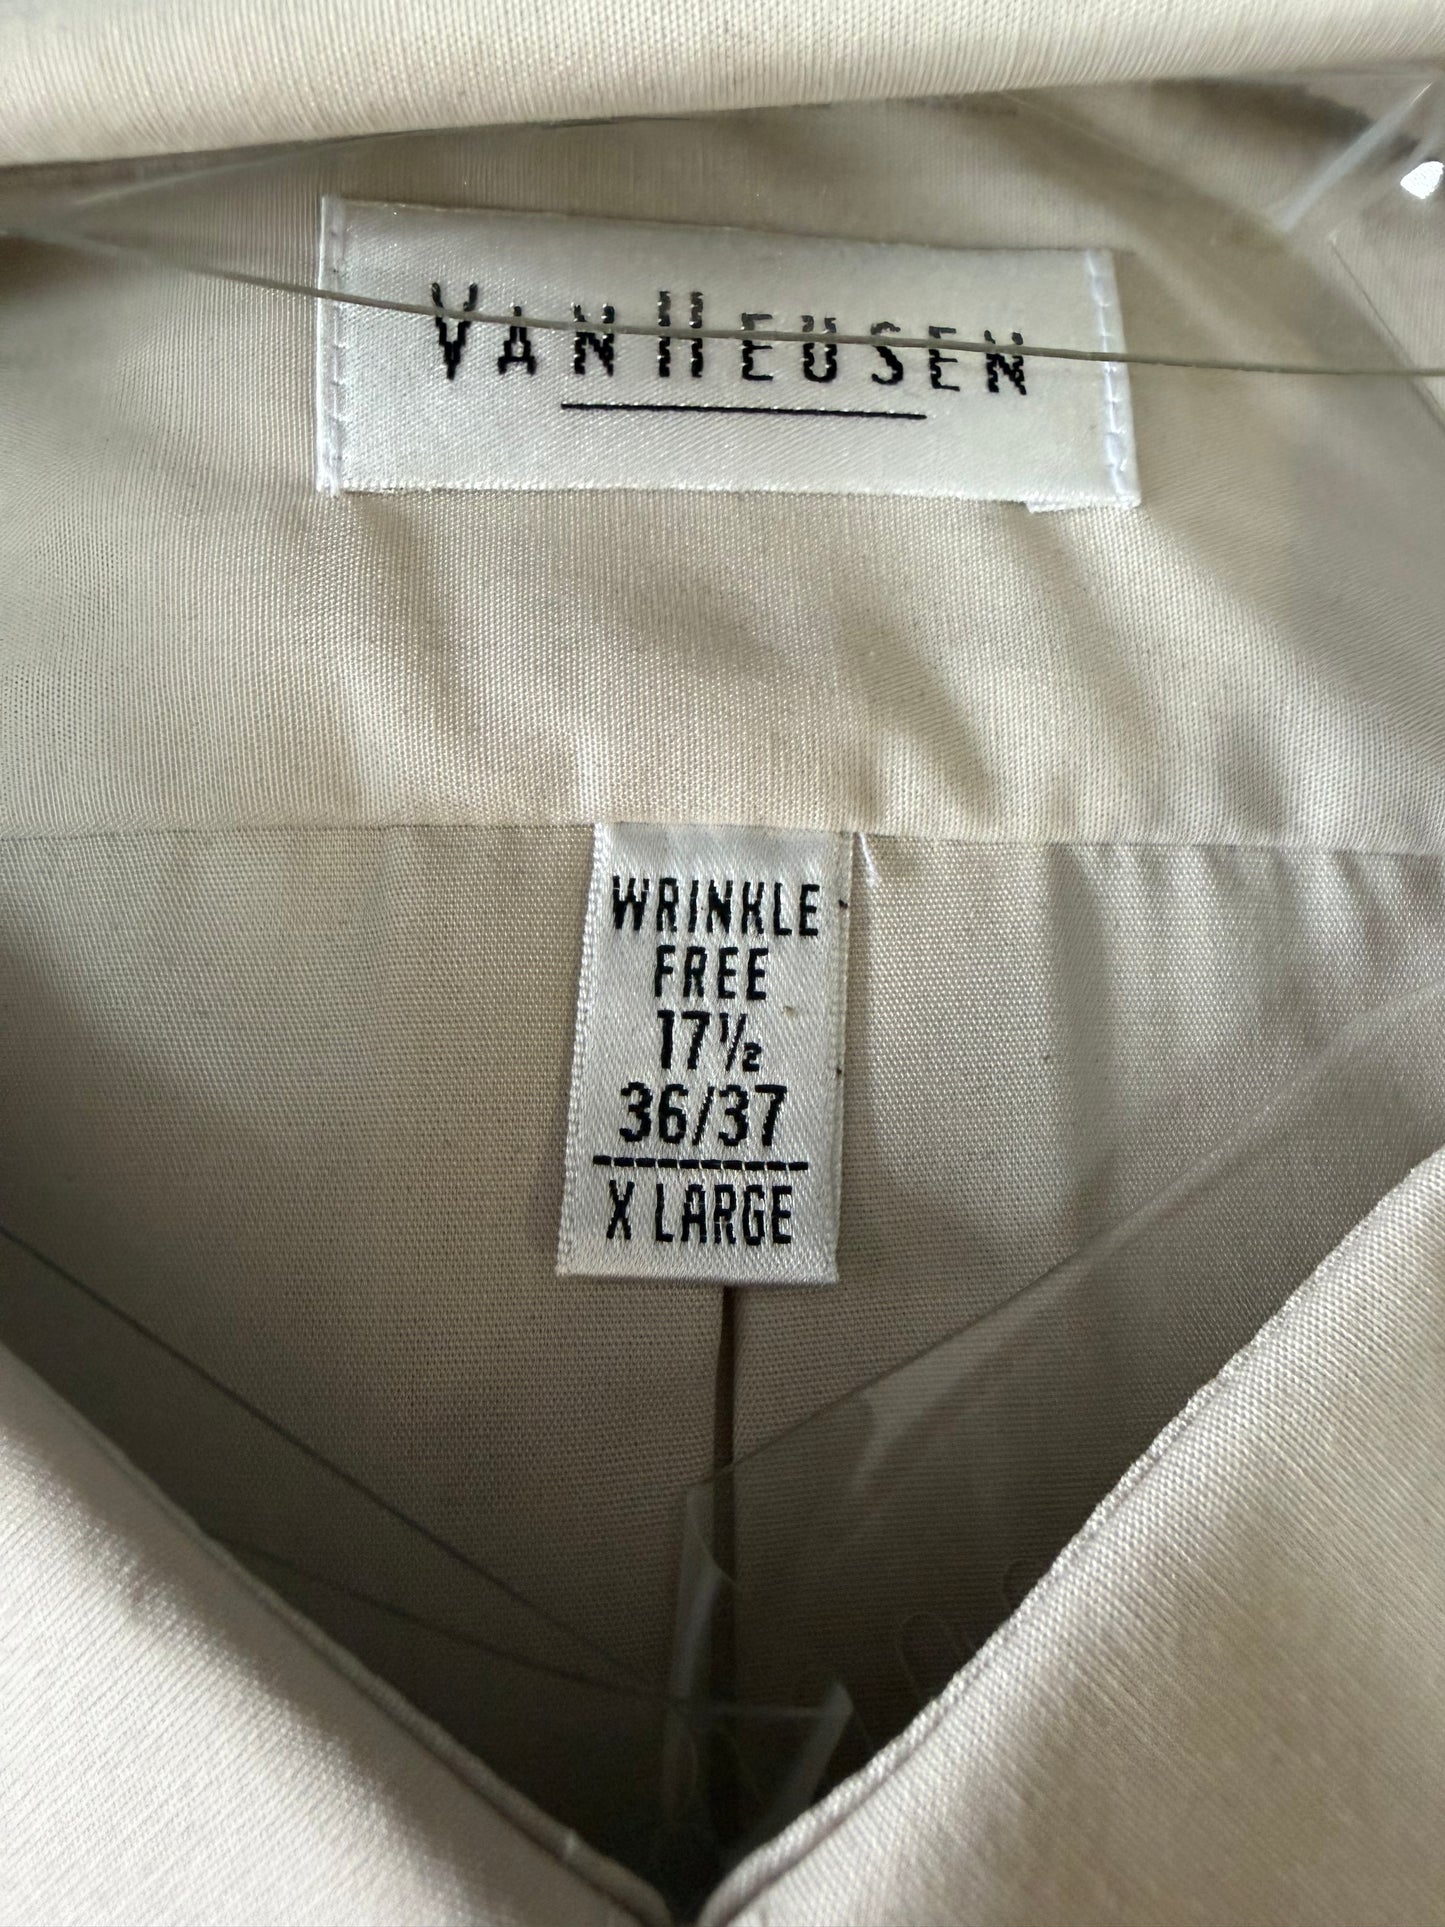 VAN HEUSEN
WRINKLE
FREE
17½
36/37
X LARGE